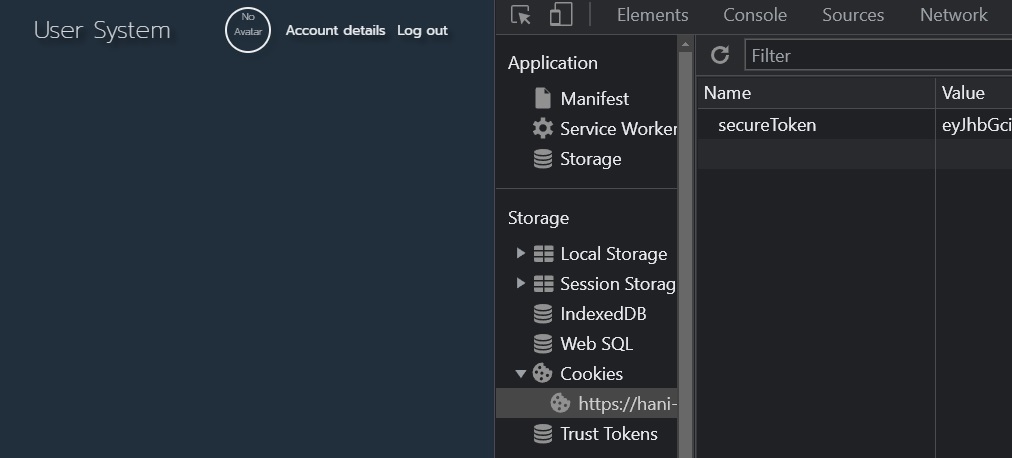 User System
No
Avatar
Account details
Log out
Elements
Console
Sources
Network
Application
Manifest
Service Worker
Storage
Storage
Local Storage
Session Storag
IndexedDB
Web SQL
Cookies
https://hani-
Trust Tokens
Filter
Name
Value
secureToken
eyJhbGci